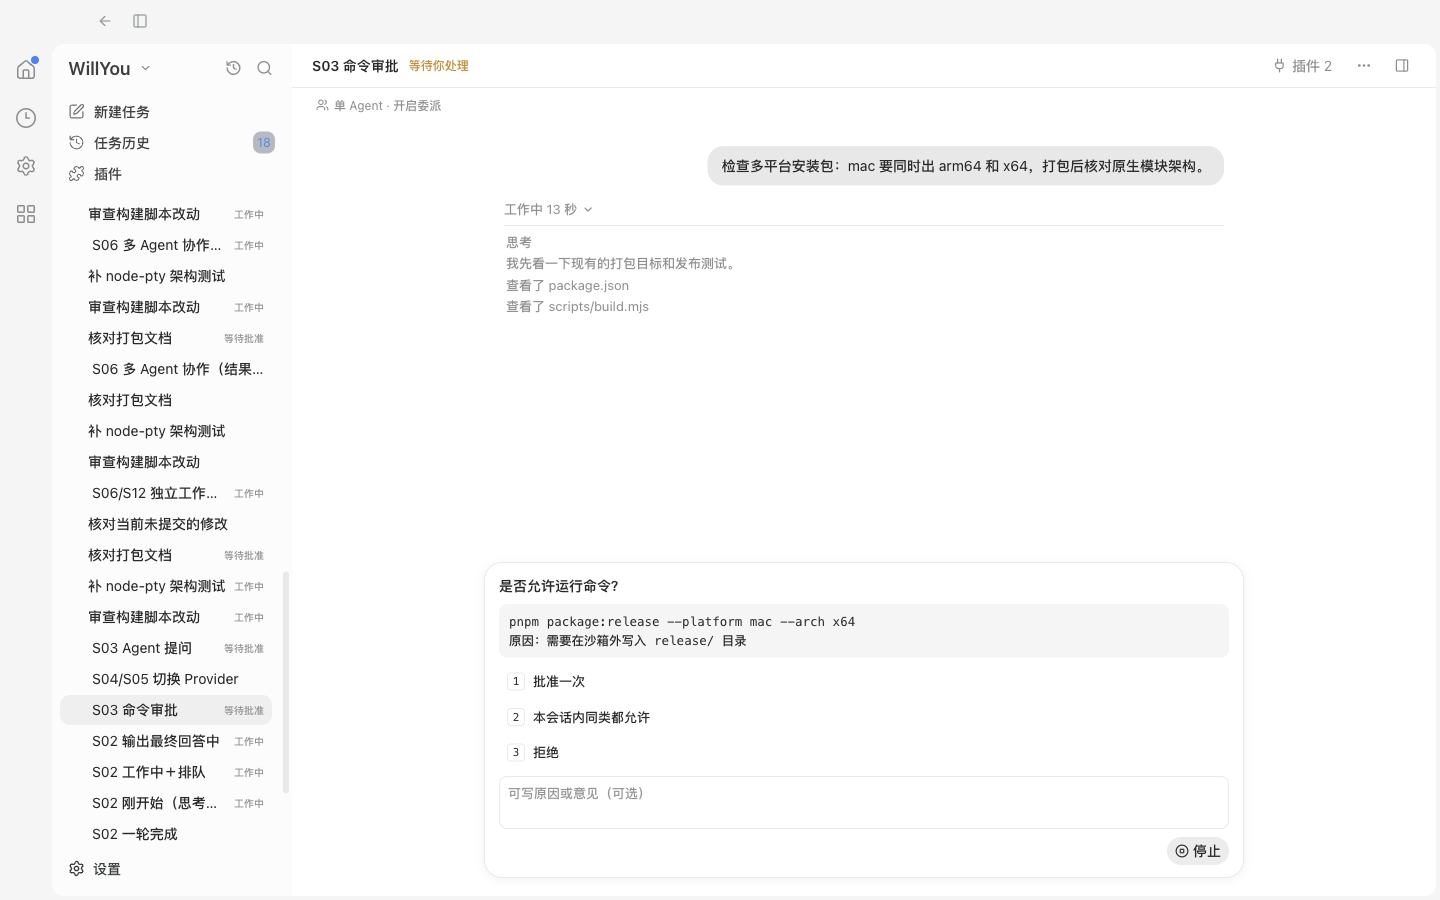 WillYou
新建任务
任务历史
18
插件
审查构建脚本改动 工作中
S06 多 Agent 协作... 工作中
补 node-pty 架构测试
审查构建脚本改动 工作中
核对打包文档 等待批准
S06 多 Agent 协作（结果...
核对打包文档
补 node-pty 架构测试
审查构建脚本改动
S06/S12 独立工作... 工作中
核对当前未提交的修改
核对打包文档 等待批准
补 node-pty 架构测试 工作中
审查构建脚本改动 工作中
S03 Agent 提问 等待批准
S04/S05 切换 Provider
S03 命令审批 等待批准
S02 输出最终回答中 工作中
S02 工作中＋排队 工作中
S02 刚开始（思考... 工作中
S02 一轮完成
设置
S03 命令审批 等待你处理
插件 2
单 Agent · 开启委派
检查多平台安装包：mac 要同时出 arm64 和 x64，打包后核对原生模块架构。
工作中 13 秒
思考
我先看一下现有的打包目标和发布测试。
查看了 package.json
查看了 scripts/build.mjs
是否允许运行命令？
pnpm package:release --platform mac --arch x64
原因：需要在沙箱外写入 release/ 目录
1 批准一次
2 本会话内同类都允许
3 拒绝
可写原因或意见（可选）
停止